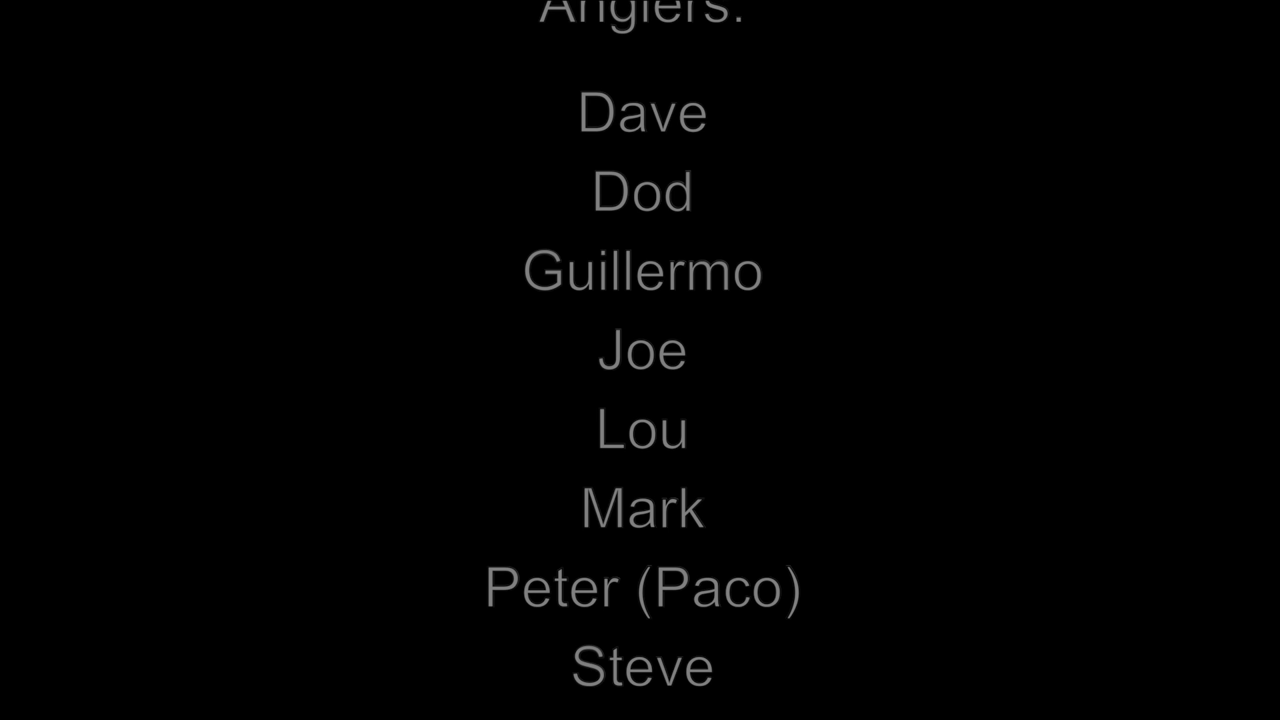 Anglers:
Dave
Dod
Guillermo
Joe
Lou
Mark
Peter (Paco)
Steve